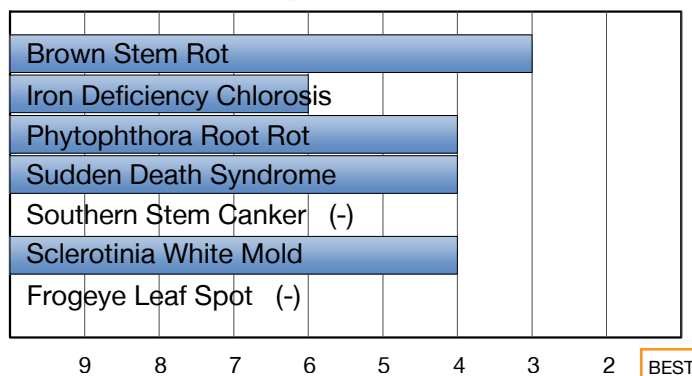 Brown Stem Rot
Iron Deficiency Chlorosis
Phytophthora Root Rot
Sudden Death Syndrome
Southern Stem Canker (-)
Sclerotinia White Mold
Frogeye Leaf Spot (-)
9 8 7 6 5 4 3 2 BEST